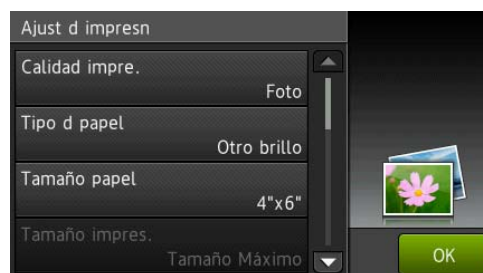 Ajust d impresn
Calidad impre.
Foto
Tipo d papel
Otro brillo
Tamaño papel
4"x6"
Tamaño impres.
Tamaño Máximo
OK